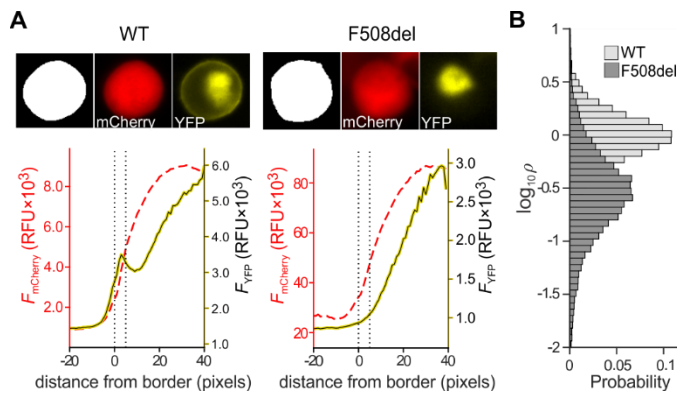 A
WT
F508del
mCherry
YFP
mCherry
YFP
F mCherry (RFU×10³)
8.0
6.0
4.0
2.0
6.0
5.0
4.0
3.0
2.0
1.0
F YFP (RFU×10³)
-20 0 20 40
distance from border (pixels)
F mCherry (RFU×10³)
80
60
40
20
3.0
2.5
2.0
1.5
1.0
F YFP (RFU×10³)
-20 0 20 40
distance from border (pixels)
B
WT
F508del
log₁₀ρ
1
0.5
0
-0.5
-1
-1.5
-2
0 0.05 0.1
Probability